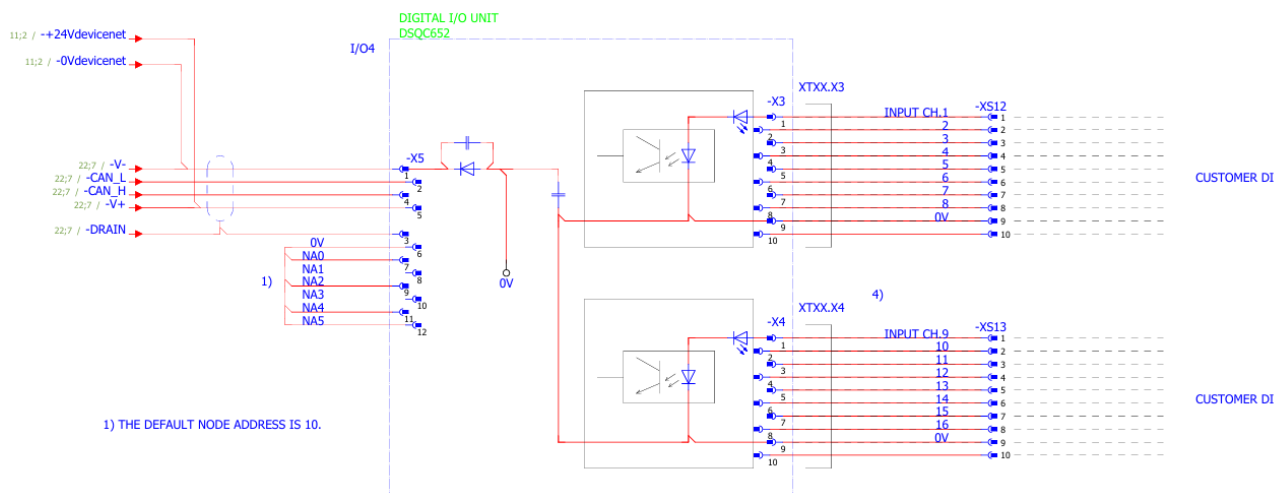 DIGITAL I/O UNIT
DSQC652
I/O4
11;2 / -+24Vdevicenet
11;2 / -0Vdevicenet
22;7 / -V-
22;7 / -CAN_L
22;7 / -CAN_H
22;7 / -V+
22;7 / -DRAIN
-X5
1
2
4
5
3
6
7
8
9
10
11
12
0V
NA0
NA1
NA2
NA3
NA4
NA5
1)
0V
1) THE DEFAULT NODE ADDRESS IS 10.
XTXX.X3
-X3
1
2
3
4
5
6
7
8
9
10
INPUT CH.1
2
3
4
5
6
7
8
0V
-XS12
1
2
3
4
5
6
7
8
9
10
CUSTOMER DI
4)
XTXX.X4
-X4
1
2
3
4
5
6
7
8
9
10
INPUT CH.9
10
11
12
13
14
15
16
0V
-XS13
1
2
3
4
5
6
7
8
9
10
CUSTOMER DI